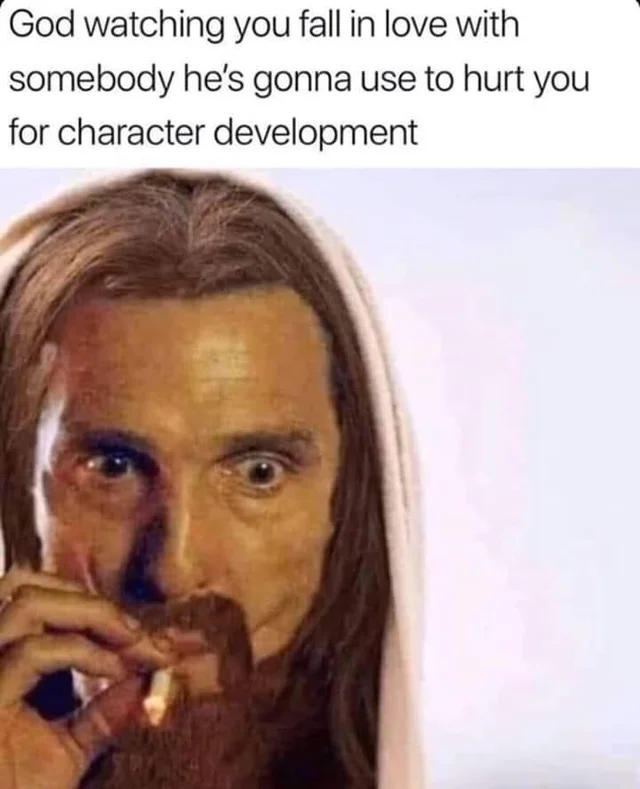 God watching you fall in love with
somebody he's gonna use to hurt you
for character development